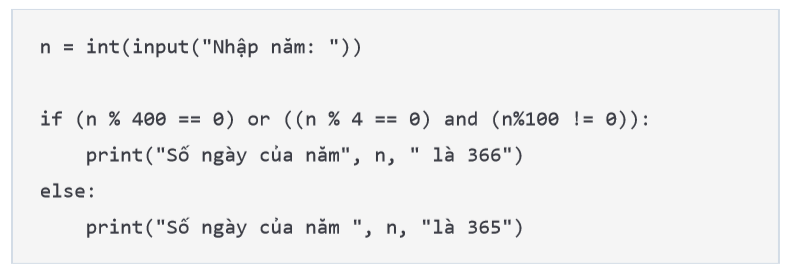 n = int(input("Nhập năm: "))
if (n % 400 == 0) or ((n % 4 == 0) and (n%100 != 0)):
    print("Số ngày của năm", n, " là 366")
else:
    print("Số ngày của năm ", n, "là 365")